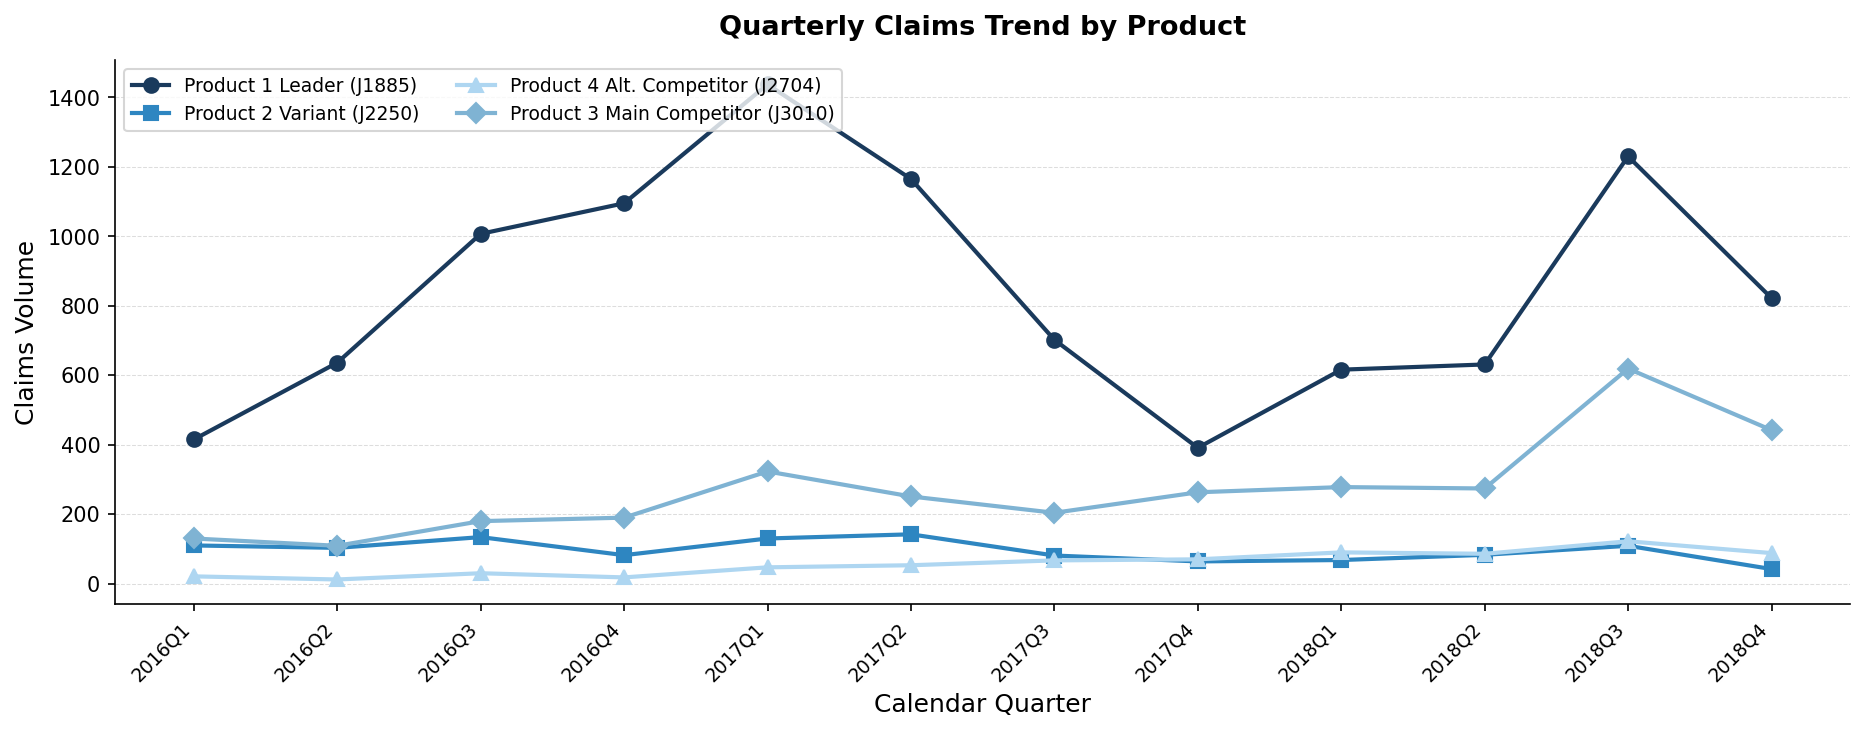 Quarterly Claims Trend by Product
Product 1 Leader (J1885)
Product 2 Variant (J2250)
Product 4 Alt. Competitor (J2704)
Product 3 Main Competitor (J3010)
Claims Volume
1400
1200
1000
800
600
400
200
0
2016Q1
2016Q2
2016Q3
2016Q4
2017Q1
2017Q2
2017Q3
2017Q4
2018Q1
2018Q2
2018Q3
2018Q4
Calendar Quarter